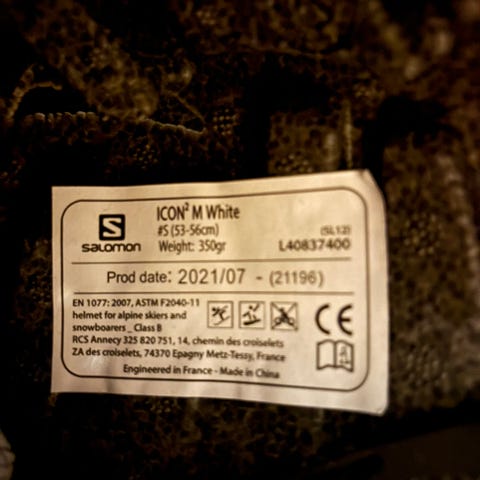 S
salomon
ICON² M White
#S (53-56cm)
Weight: 350gr
(SL12)
L40837400
Prod date: 2021/07 - (21196)
EN 1077: 2007, ASTM F2040-11
helmet for alpine skiers and
snowboarers _ Class B
CE
RCS Annecy 325 820 751, 14, chemin des croiselets
ZA des croiselets, 74370 Epagny Metz-Tessy, France
Engineered in France - Made in China